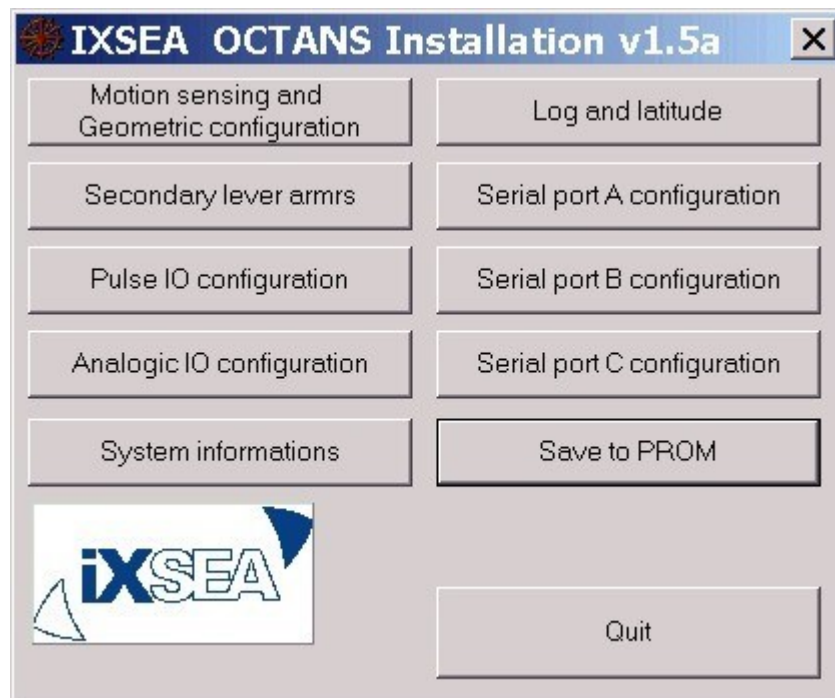 IXSEA OCTANS Installation v1.5a
Motion sensing and
Geometric configuration
Log and latitude
Secondary lever armrs
Serial port A configuration
Pulse IO configuration
Serial port B configuration
Analogic IO configuration
Serial port C configuration
System informations
Save to PROM
iXSEA
Quit